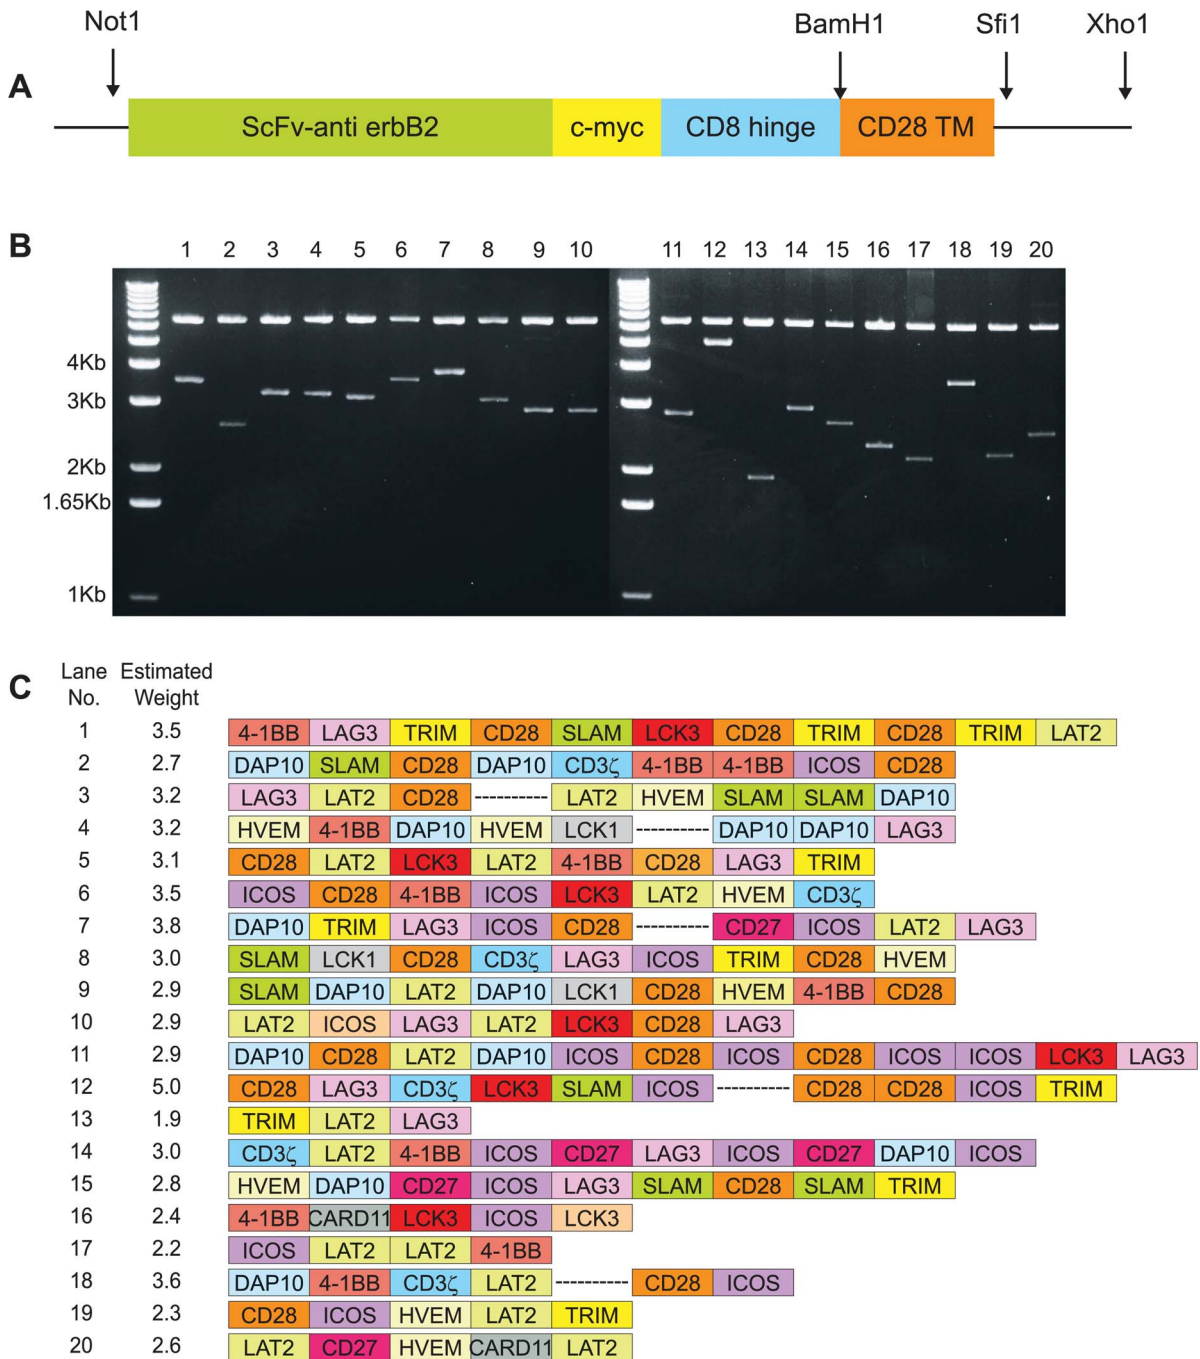 Not1 BamH1 Sfi1 Xho1
A
ScFv-anti erbB2 c-myc CD8 hinge CD28 TM
B
1 2 3 4 5 6 7 8 9 10 11 12 13 14 15 16 17 18 19 20
4Kb
3Kb
2Kb
1.65Kb
1Kb
C
Lane No. Estimated Weight
1 3.5 4-1BB LAG3 TRIM CD28 SLAM LCK3 CD28 TRIM CD28 TRIM LAT2
2 2.7 DAP10 SLAM CD28 DAP10 CD3ζ 4-1BB 4-1BB ICOS CD28
3 3.2 LAG3 LAT2 CD28 ---------- LAT2 HVEM SLAM SLAM DAP10
4 3.2 HVEM 4-1BB DAP10 HVEM LCK1 ---------- DAP10 DAP10 LAG3
5 3.1 CD28 LAT2 LCK3 LAT2 4-1BB CD28 LAG3 TRIM
6 3.5 ICOS CD28 4-1BB ICOS LCK3 LAT2 HVEM CD3ζ
7 3.8 DAP10 TRIM LAG3 ICOS CD28 ---------- CD27 ICOS LAT2 LAG3
8 3.0 SLAM LCK1 CD28 CD3ζ LAG3 ICOS TRIM CD28 HVEM
9 2.9 SLAM DAP10 LAT2 DAP10 LCK1 CD28 HVEM 4-1BB CD28
10 2.9 LAT2 ICOS LAG3 LAT2 LCK3 CD28 LAG3
11 2.9 DAP10 CD28 LAT2 DAP10 ICOS CD28 ICOS CD28 ICOS ICOS LCK3 LAG3
12 5.0 CD28 LAG3 CD3ζ LCK3 SLAM ICOS ---------- CD28 CD28 ICOS TRIM
13 1.9 TRIM LAT2 LAG3
14 3.0 CD3ζ LAT2 4-1BB ICOS CD27 LAG3 ICOS CD27 DAP10 ICOS
15 2.8 HVEM DAP10 CD27 ICOS LAG3 SLAM CD28 SLAM TRIM
16 2.4 4-1BB CARD11 LCK3 ICOS LCK3
17 2.2 ICOS LAT2 LAT2 4-1BB
18 3.6 DAP10 4-1BB CD3ζ LAT2 ---------- CD28 ICOS
19 2.3 CD28 ICOS HVEM LAT2 TRIM
20 2.6 LAT2 CD27 HVEM CARD11 LAT2